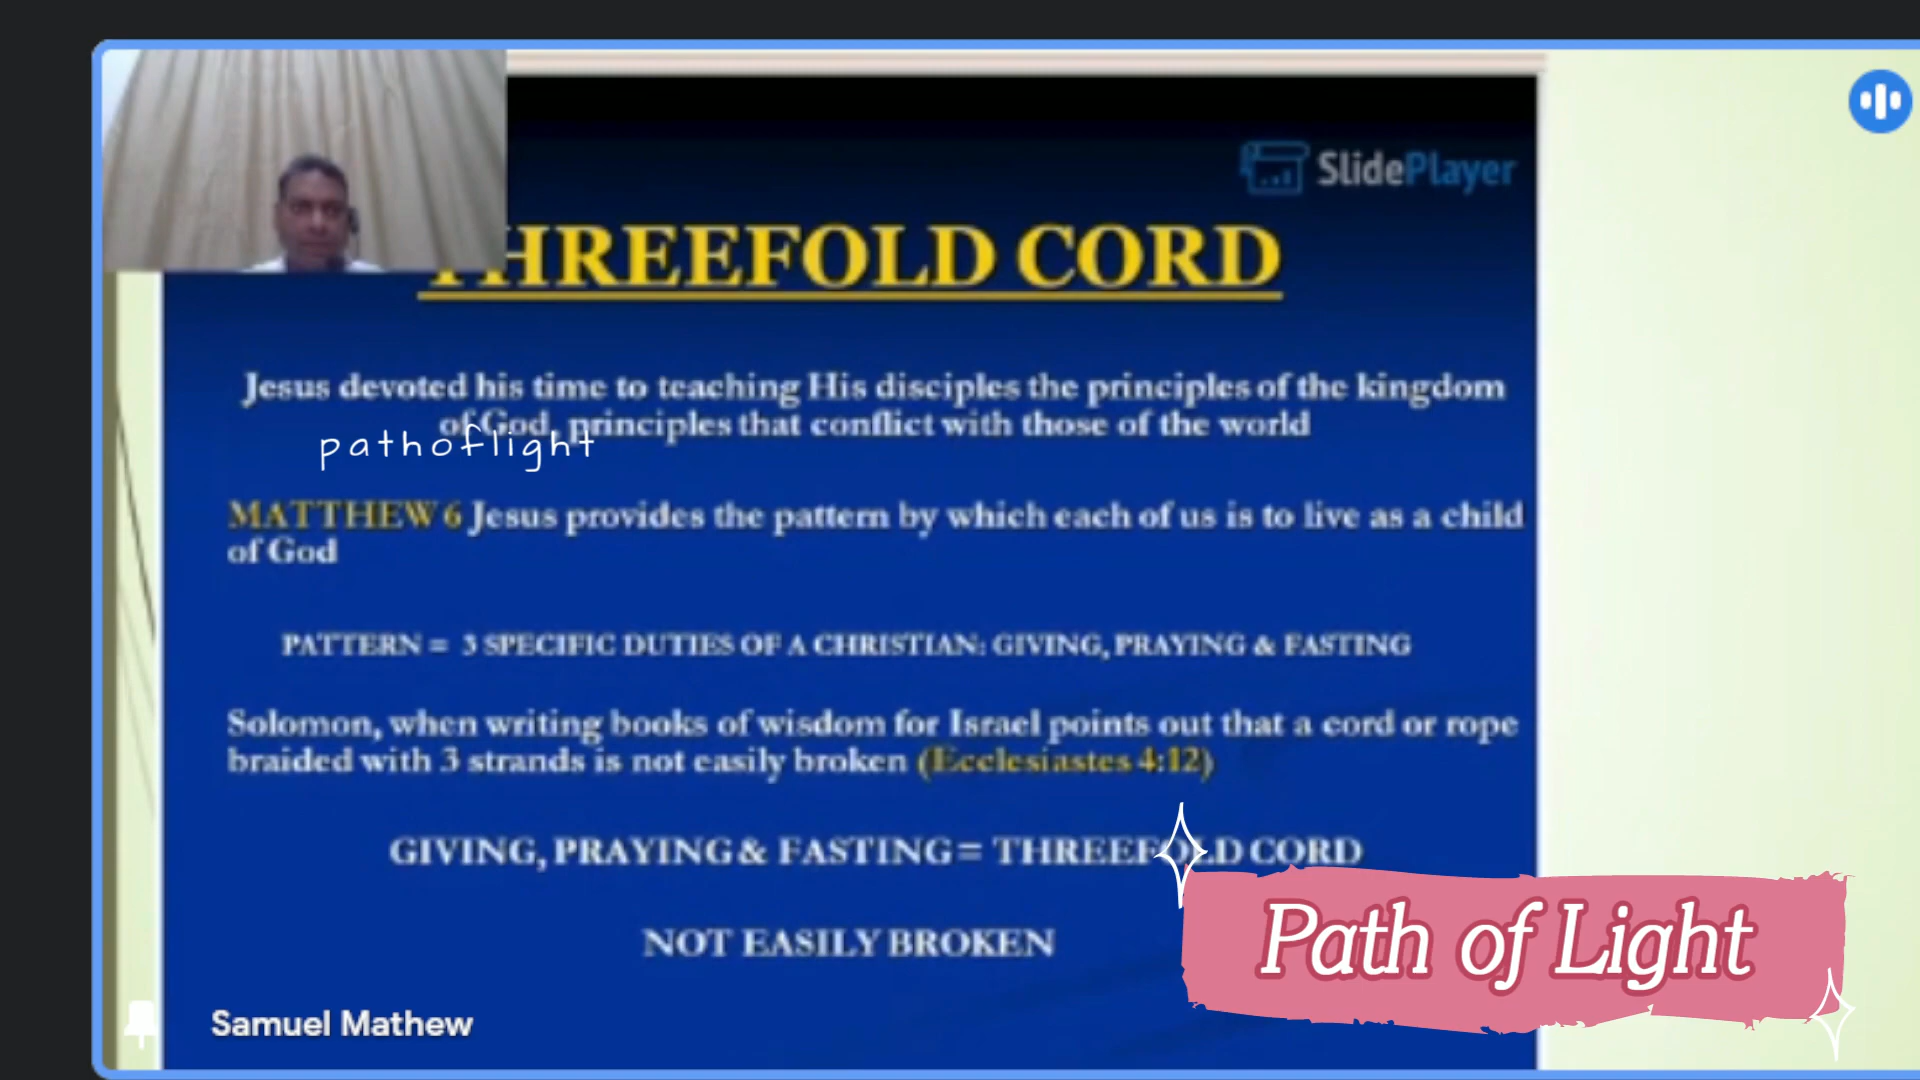 SlidePlayer
THREEFOLD CORD
Jesus devoted his time to teaching His disciples the principles of the kingdom
of God, principles that conflict with those of the world
pathoflight
MATTHEW 6 Jesus provides the pattern by which each of us is to live as a child
of God
PATTERN = 3 SPECIFIC DUTIES OF A CHRISTIAN: GIVING, PRAYING & FASTING
Solomon, when writing books of wisdom for Israel points out that a cord or rope
braided with 3 strands is not easily broken (Ecclesiastes 4:12)
GIVING, PRAYING & FASTING = THREEFOLD CORD
NOT EASILY BROKEN
Path of Light
Samuel Mathew